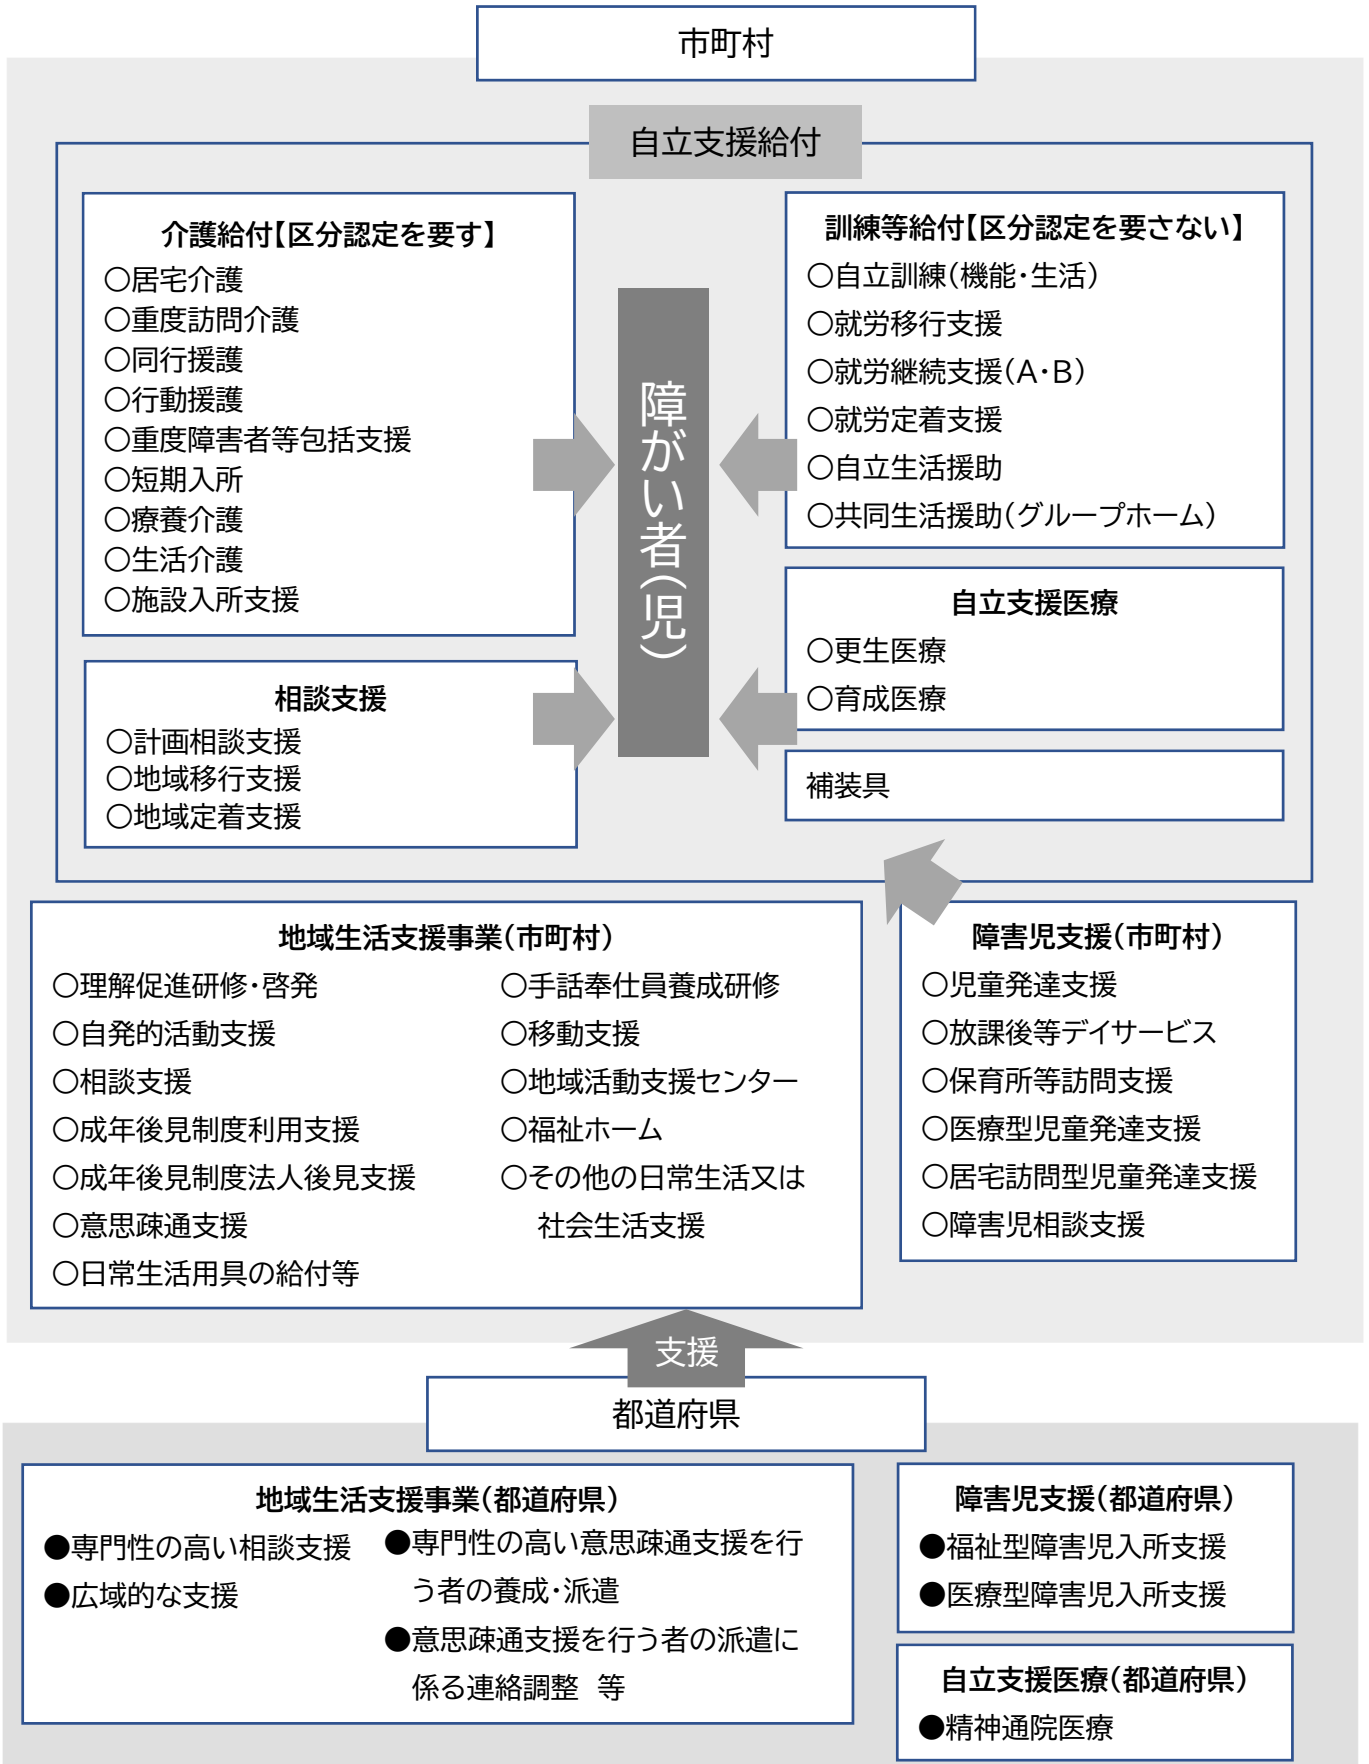 市町村
自立支援給付
介護給付【区分認定を要す】
○居宅介護
○重度訪問介護
○同行援護
○行動援護
○重度障害者等包括支援
○短期入所
○療養介護
○生活介護
○施設入所支援
相談支援
○計画相談支援
○地域移行支援
○地域定着支援
障がい者(児)
訓練等給付【区分認定を要さない】
○自立訓練(機能・生活)
○就労移行支援
○就労継続支援(A・B)
○就労定着支援
○自立生活援助
○共同生活援助(グループホーム)
自立支援医療
○更生医療
○育成医療
補装具
地域生活支援事業(市町村)
○理解促進研修・啓発
○自発的活動支援
○相談支援
○成年後見制度利用支援
○成年後見制度法人後見支援
○意思疎通支援
○日常生活用具の給付等
○手話奉仕員養成研修
○移動支援
○地域活動支援センター
○福祉ホーム
○その他の日常生活又は
社会生活支援
障害児支援(市町村)
○児童発達支援
○放課後等デイサービス
○保育所等訪問支援
○医療型児童発達支援
○居宅訪問型児童発達支援
○障害児相談支援
支援
都道府県
地域生活支援事業(都道府県)
●専門性の高い相談支援
●広域的な支援
●専門性の高い意思疎通支援を行
う者の養成・派遣
●意思疎通支援を行う者の派遣に
係る連絡調整　等
障害児支援(都道府県)
●福祉型障害児入所支援
●医療型障害児入所支援
自立支援医療(都道府県)
●精神通院医療